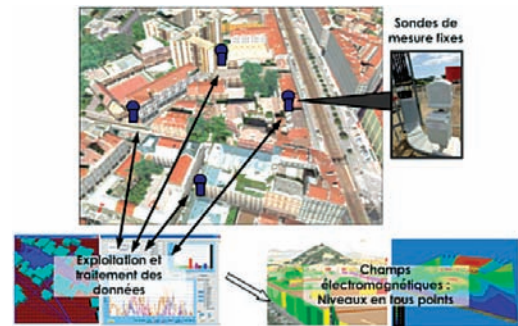 Sondes de
mesure fixes
Exploitation et
traitement des
données
Champs
électromagnétiques :
Niveaux en tous points